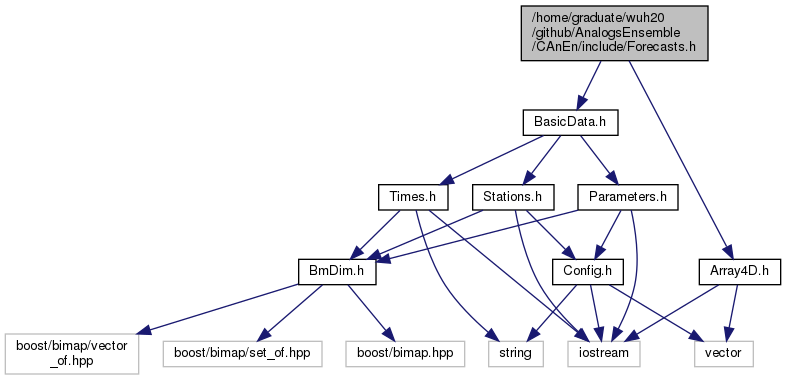 /home/graduate/wuh20
/github/AnalogsEnsemble
/CAnEn/include/Forecasts.h
BasicData.h
Times.h
Stations.h
Parameters.h
BmDim.h
Config.h
Array4D.h
boost/bimap/vector
_of.hpp
boost/bimap/set_of.hpp
boost/bimap.hpp
string
iostream
vector